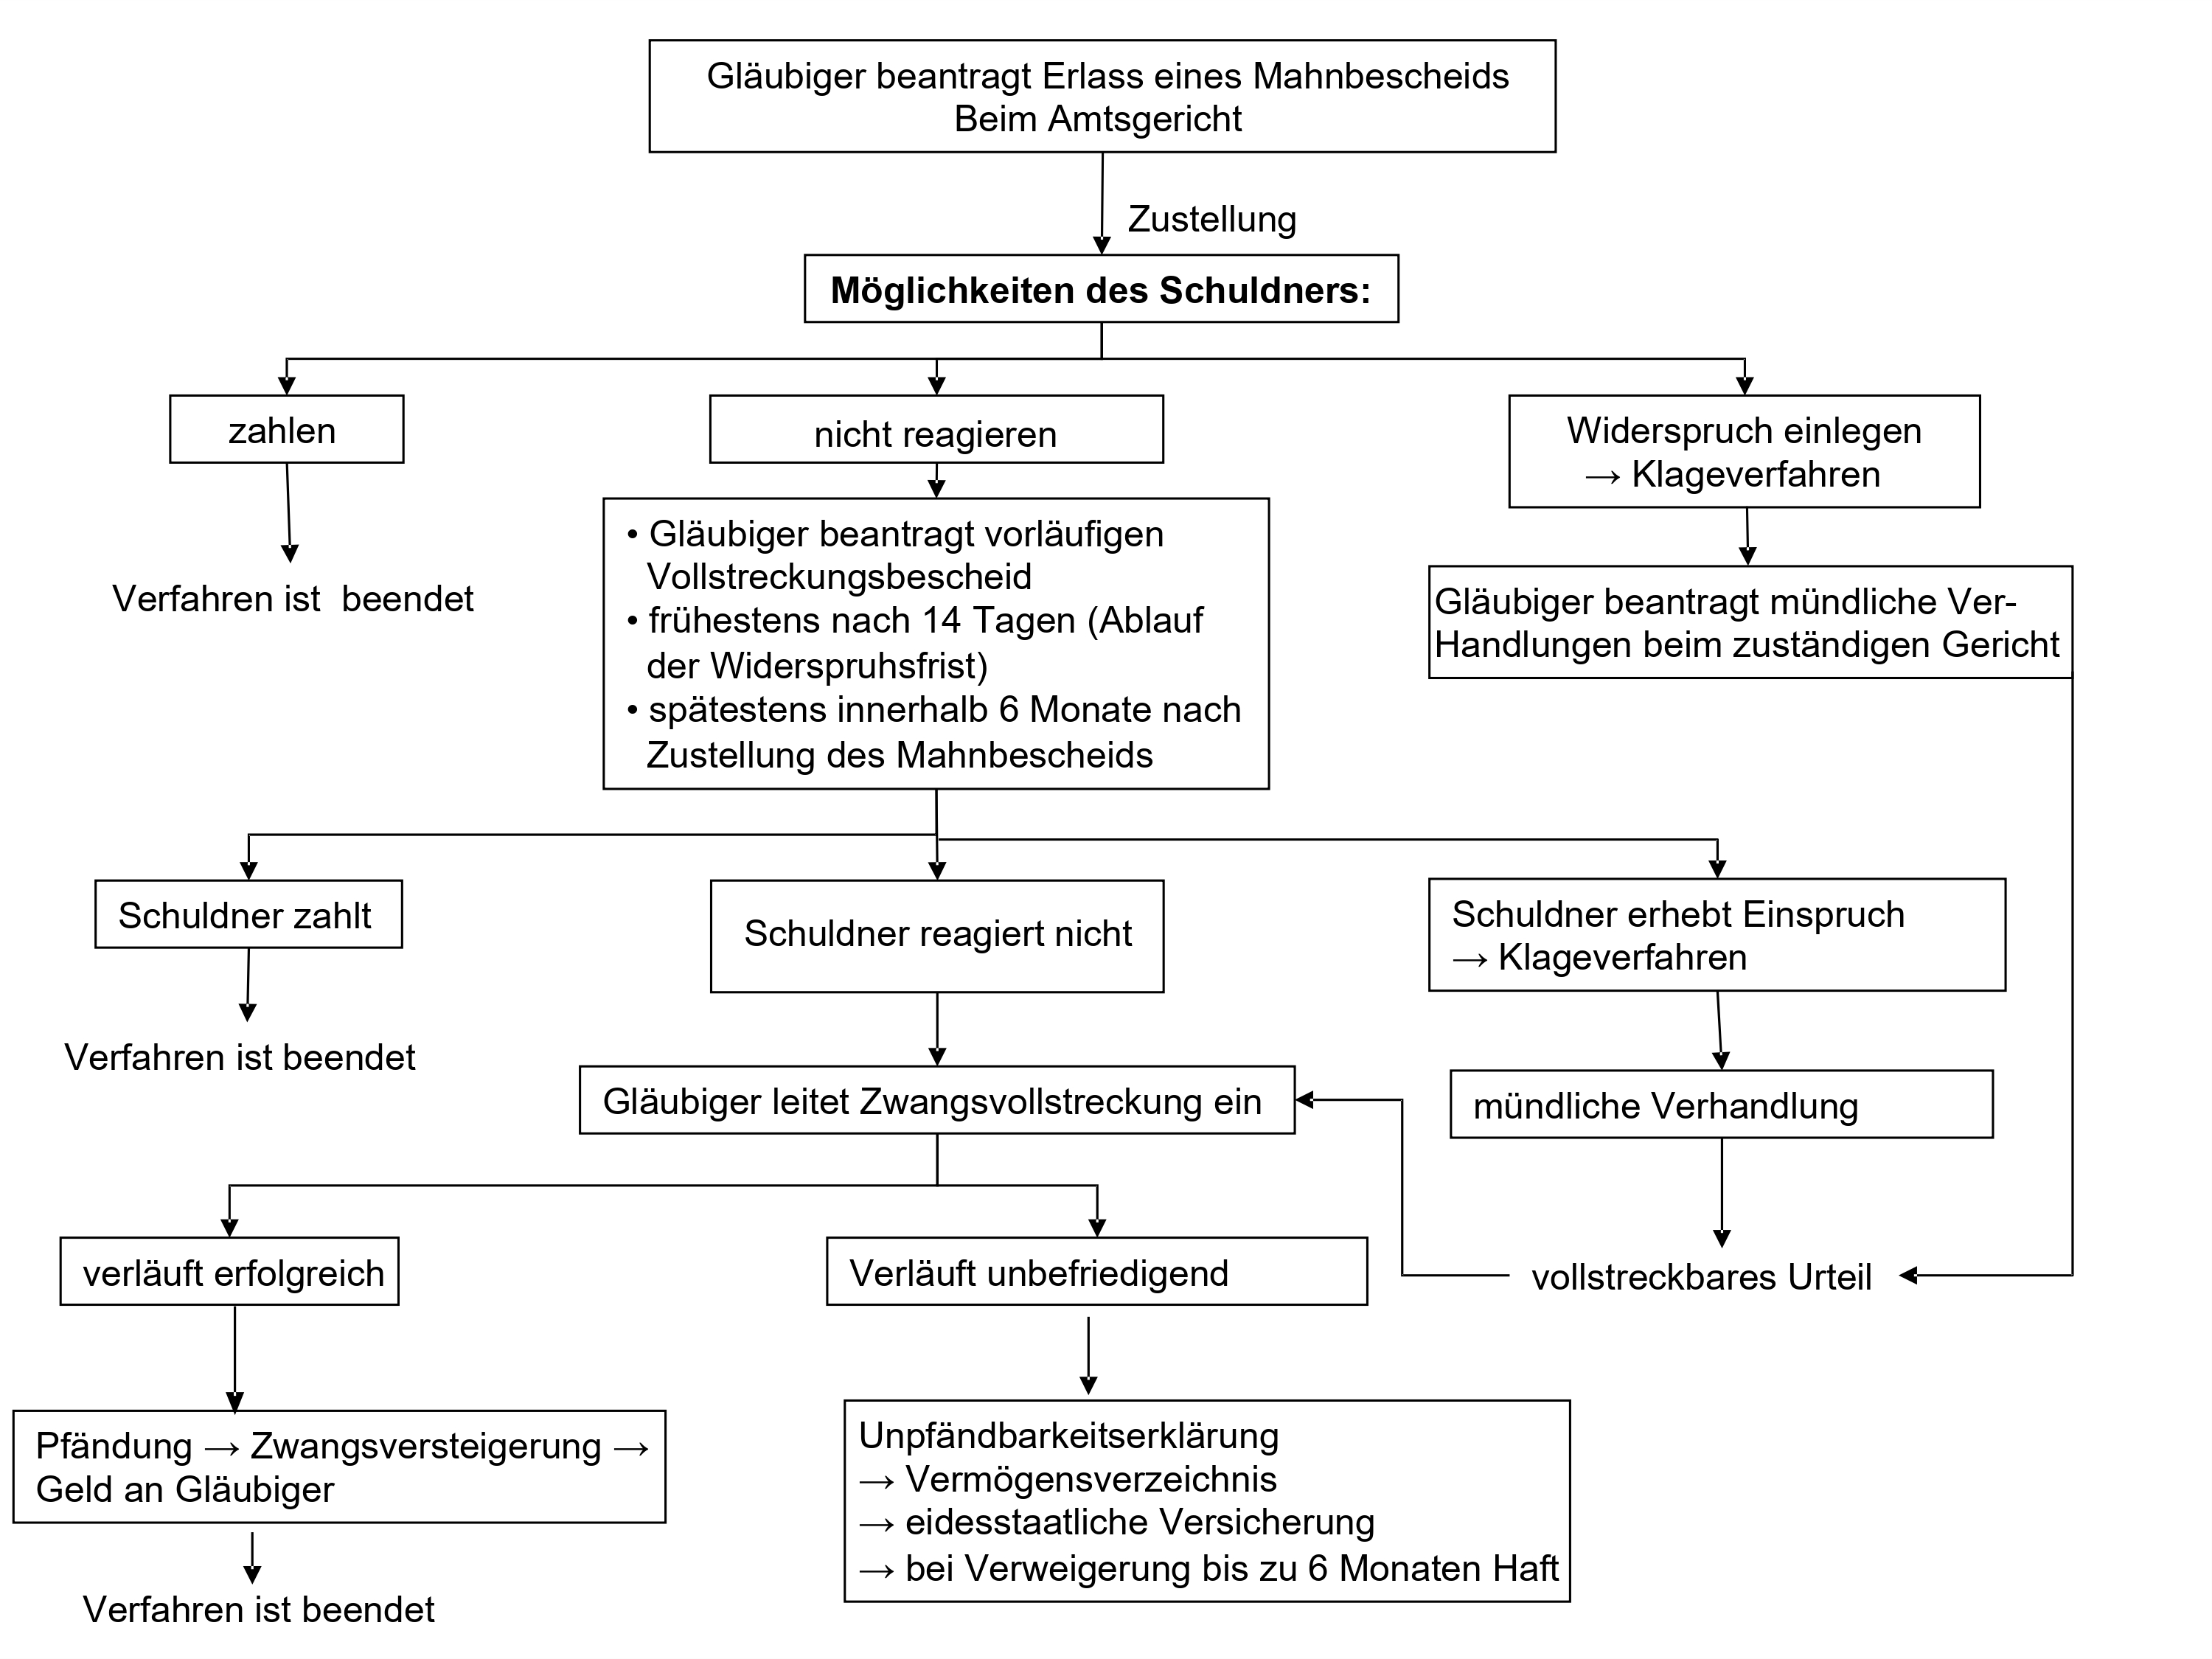 Gläubiger beantragt Erlass eines Mahnbescheids
Beim Amtsgericht
Zustellung
Möglichkeiten des Schuldners:
zahlen
nicht reagieren
Widerspruch einlegen
→ Klageverfahren
Verfahren ist  beendet
• Gläubiger beantragt vorläufigen
Vollstreckungsbescheid
• frühestens nach 14 Tagen (Ablauf
der Widerspruhsfrist)
• spätestens innerhalb 6 Monate nach
Zustellung des Mahnbescheids
Gläubiger beantragt mündliche Ver-
Handlungen beim zuständigen Gericht
Schuldner zahlt
Schuldner reagiert nicht
Schuldner erhebt Einspruch
→ Klageverfahren
Verfahren ist beendet
Gläubiger leitet Zwangsvollstreckung ein
mündliche Verhandlung
verläuft erfolgreich
Verläuft unbefriedigend
vollstreckbares Urteil
Pfändung → Zwangsversteigerung →
Geld an Gläubiger
Unpfändbarkeitserklärung
→ Vermögensverzeichnis
→ eidesstaatliche Versicherung
→ bei Verweigerung bis zu 6 Monaten Haft
Verfahren ist beendet